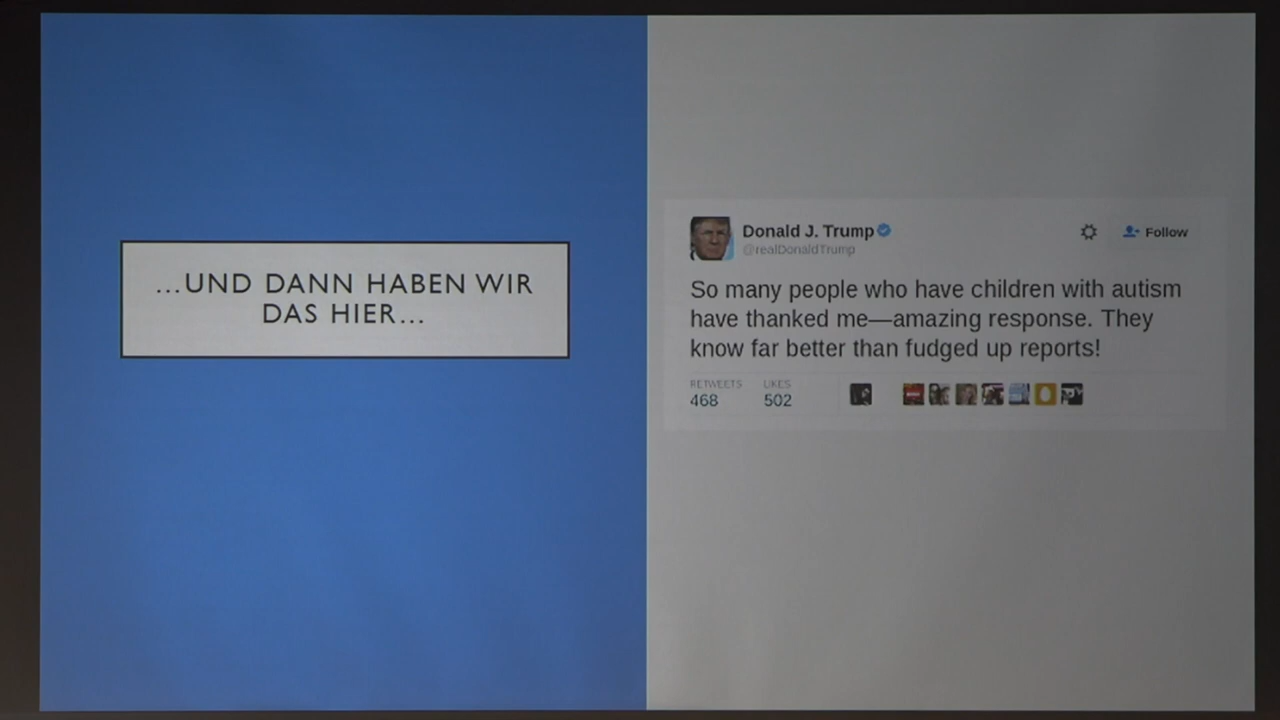 ...UND DANN HABEN WIR
DAS HIER...
Donald J. Trump
@realDonaldTrump
Follow
So many people who have children with autism
have thanked me—amazing response. They
know far better than fudged up reports!
RETWEETS LIKES
468 502